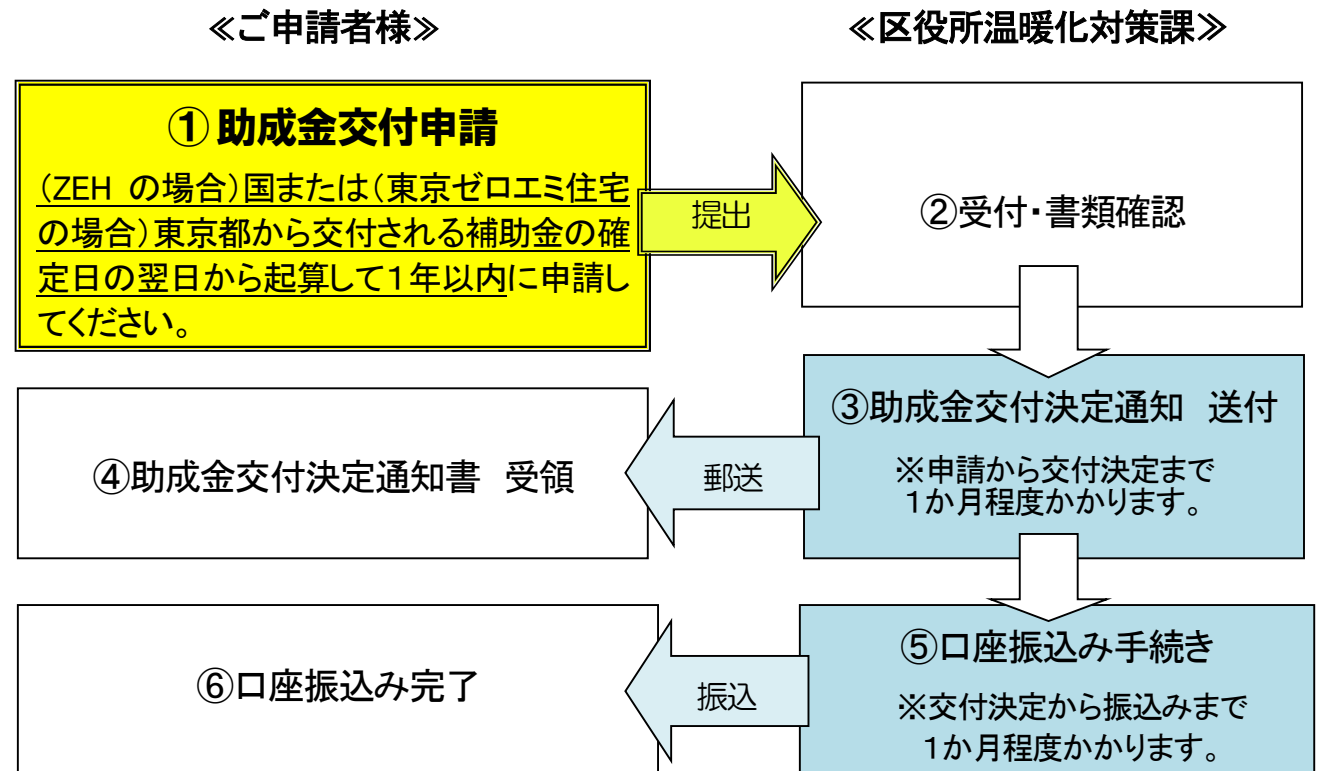 ≪ご申請者様≫
≪区役所温暖化対策課≫
①助成金交付申請
(ZEH の場合)国または(東京ゼロエミ住宅
の場合)東京都から交付される補助金の確
定日の翌日から起算して1年以内に申請し
てください。
提出
②受付・書類確認
③助成金交付決定通知　送付
※申請から交付決定まで
1か月程度かかります。
郵送
④助成金交付決定通知書　受領
⑤口座振込み手続き
※交付決定から振込みまで
1か月程度かかります。
振込
⑥口座振込み完了